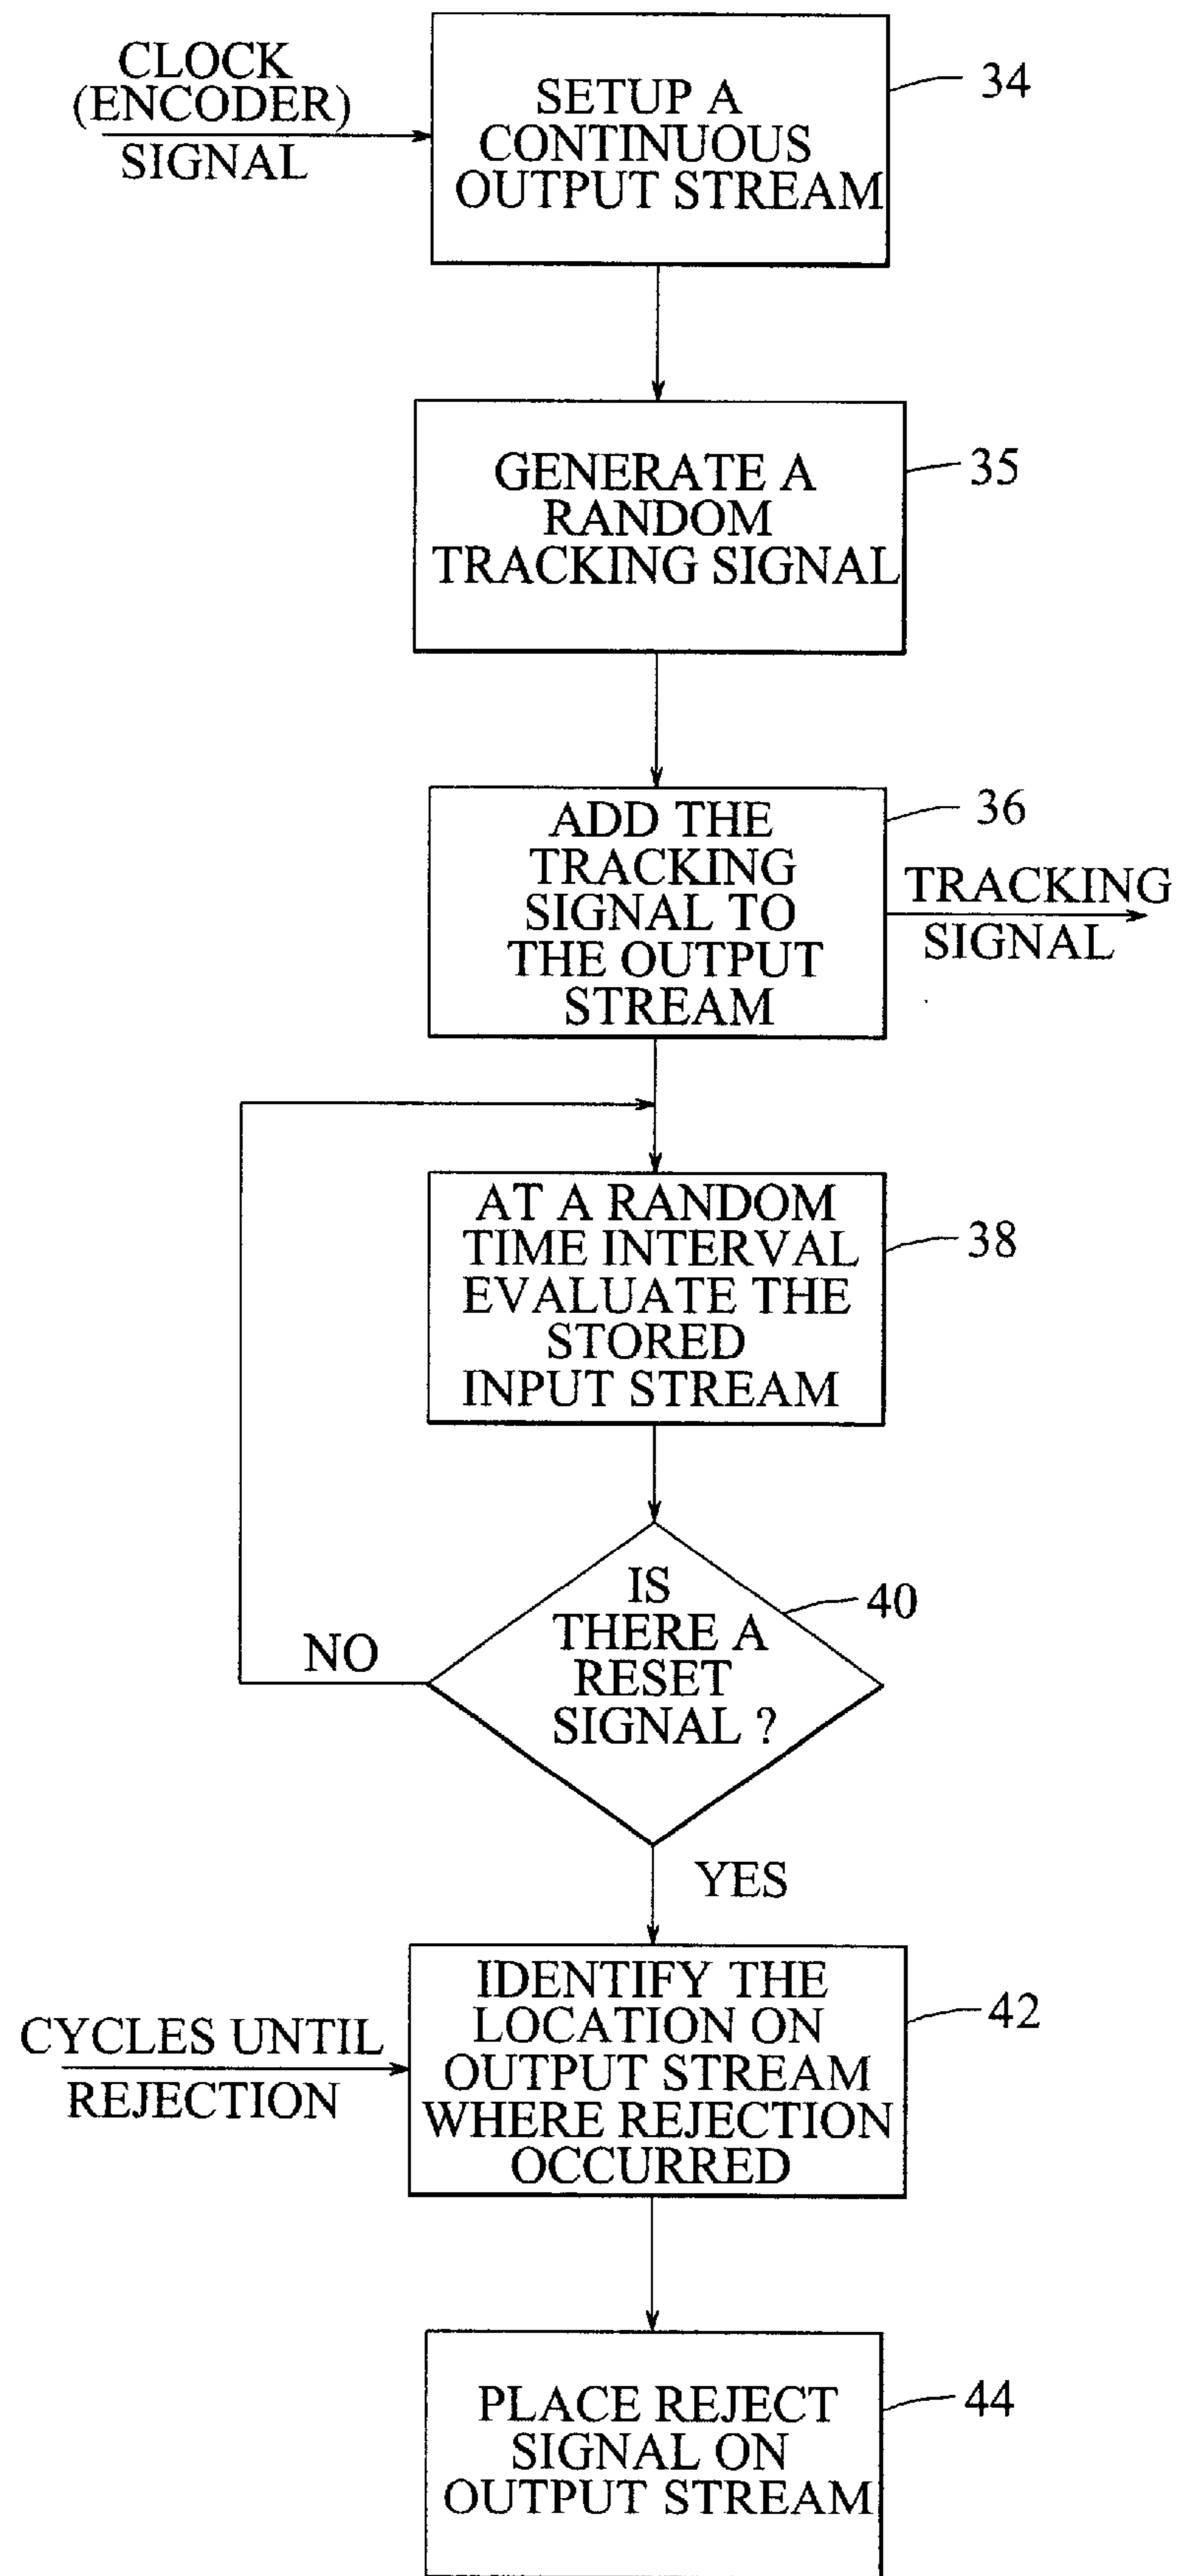 CLOCK
(ENCODER)
SIGNAL
SETUP A
CONTINUOUS
OUTPUT STREAM
34
GENERATE A
RANDOM
TRACKING SIGNAL
35
ADD THE
TRACKING
SIGNAL TO
THE OUTPUT
STREAM
36
TRACKING
SIGNAL
AT A RANDOM
TIME INTERVAL
EVALUATE THE
STORED
INPUT STREAM
38
IS
THERE A
RESET
SIGNAL ?
40
NO
YES
CYCLES UNTIL
REJECTION
IDENTIFY THE
LOCATION ON
OUTPUT STREAM
WHERE REJECTION
OCCURRED
42
PLACE REJECT
SIGNAL ON
OUTPUT STREAM
44